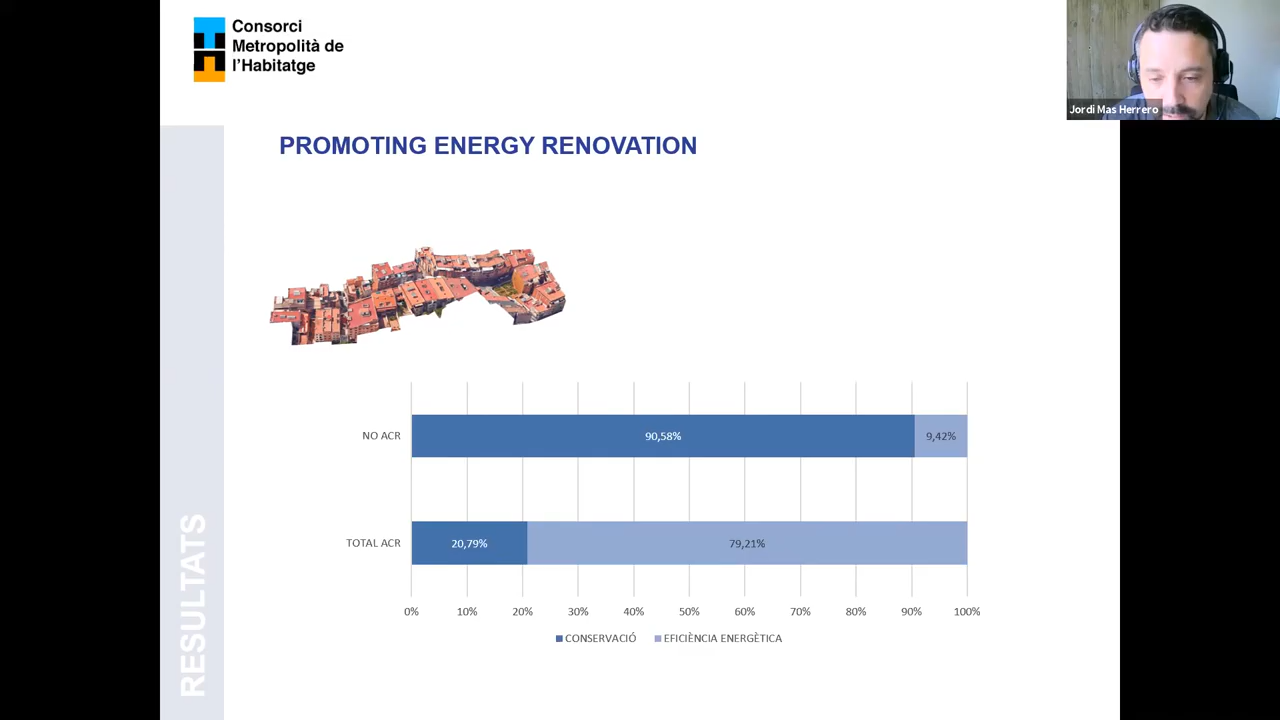 Consorci
Metropolità de
l'Habitatge
Jordi Mas Herrero
PROMOTING ENERGY RENOVATION
NO ACR
90,58%
9,42%
TOTAL ACR
20,79%
79,21%
0% 10% 20% 30% 40% 50% 60% 70% 80% 90% 100%
CONSERVACIÓ EFICIÈNCIA ENERGÈTICA
RESULTATS